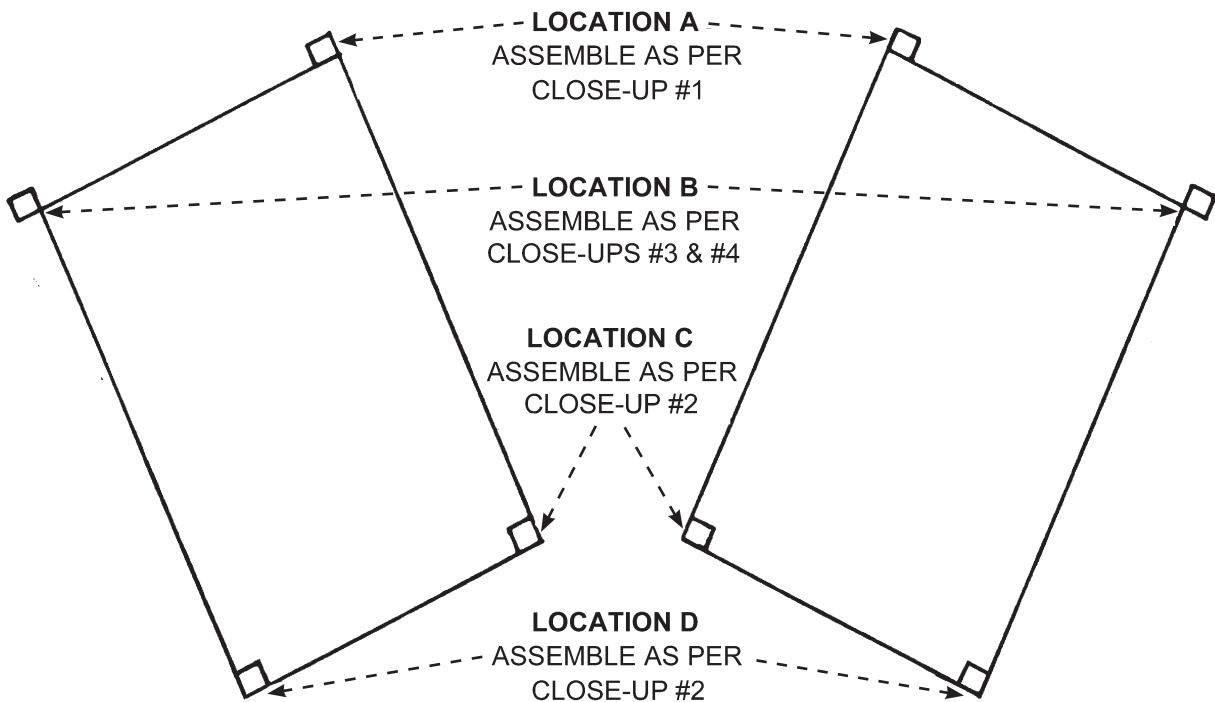 LOCATION A
ASSEMBLE AS PER
CLOSE-UP #1
LOCATION B
ASSEMBLE AS PER
CLOSE-UPS #3 & #4
LOCATION C
ASSEMBLE AS PER
CLOSE-UP #2
LOCATION D
ASSEMBLE AS PER
CLOSE-UP #2